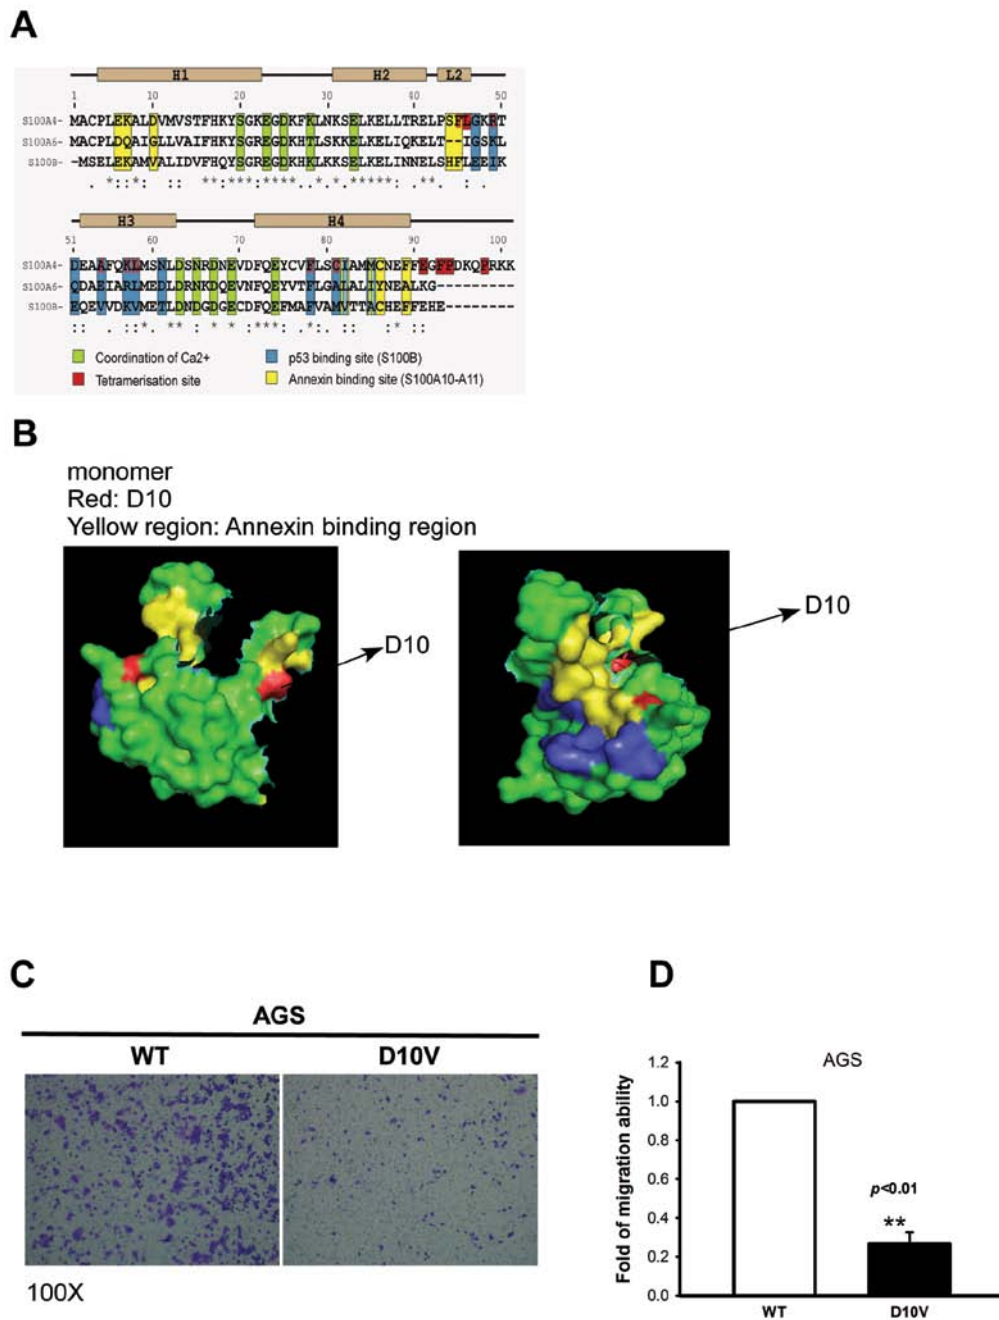 A
H1 H2 L2
1 10 20 30 40 50
S100A4- MACPLEKALDVMVSTFHKYSGKEGDKFKLNKSELKELLTRELPSFLGKRT
S100A6- MACPLDQAIGLLVAIFHKYSGREGDKHTLSKKELKELIQKELT--IGSKL
S100B- -MSELEKAMVALIDVFHQYSGREGDKHKLKKSELKELINNELSHFLEEIK
H3 H4
51 60 70 80 90 100
S100A4- DEAAFQKLMSNLDSNRDNEVDFQEYCVFLSCIAMMCNEFFEGFPDKQPRKK
S100A6- QDAEIARLMEDLDRNKDQEVNFQEYVTFLGALALIYNEALKG---------
S100B- EQEVVDKVMETLDNDGDGECDFQEFMAFVAMVTTACHEFFEHE--------
Coordination of Ca2+ p53 binding site (S100B)
Tetramerisation site Annexin binding site (S100A10-A11)
B
monomer
Red: D10
Yellow region: Annexin binding region
D10 D10
C D
AGS
WT D10V
100X
AGS
Fold of migration ability
1.2
1.0
0.8
0.6
0.4
0.2
0.0
p<0.01
**
WT D10V